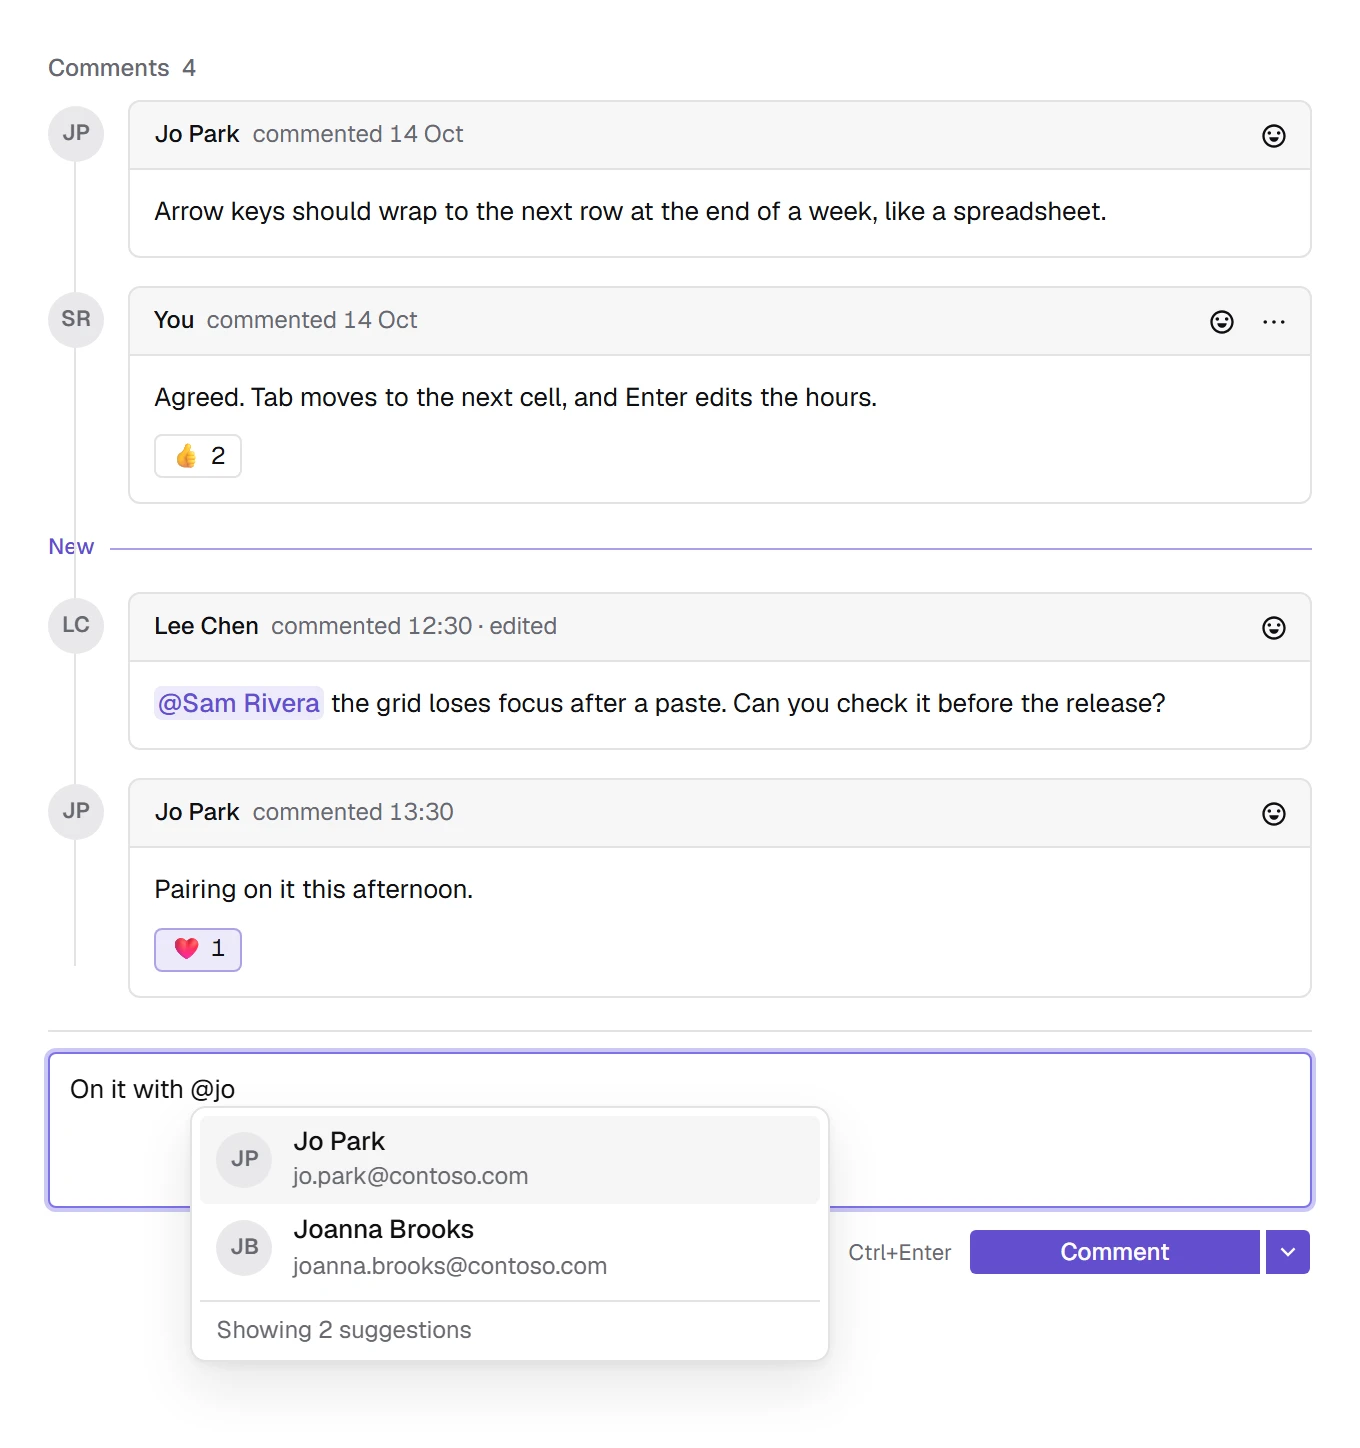 Comments 4
JP
Jo Park commented 14 Oct
Arrow keys should wrap to the next row at the end of a week, like a spreadsheet.
SR
You commented 14 Oct
Agreed. Tab moves to the next cell, and Enter edits the hours.
👍 2
New
LC
Lee Chen commented 12:30 · edited
@Sam Rivera the grid loses focus after a paste. Can you check it before the release?
JP
Jo Park commented 13:30
Pairing on it this afternoon.
❤️ 1
On it with @jo
JP
Jo Park
jo.park@contoso.com
JB
Joanna Brooks
joanna.brooks@contoso.com
Showing 2 suggestions
Ctrl+Enter
Comment